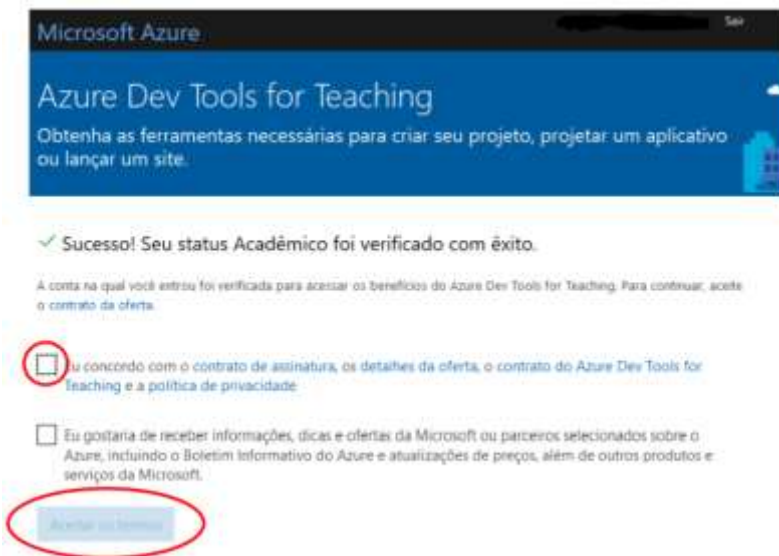 Microsoft Azure
Sair
Azure Dev Tools for Teaching
Obtenha as ferramentas necessárias para criar seu projeto, projetar um aplicativo
ou lançar um site.
Sucesso! Seu status Acadêmico foi verificado com êxito.
A conta na qual você entrou foi verificada para acessar os benefícios do Azure Dev Tools for Teaching. Para continuar, aceite
o contrato da oferta.
Eu concordo com o contrato de assinatura, os detalhes da oferta, o contrato do Azure Dev Tools for
Teaching e a política de privacidade
Eu gostaria de receber informações, dicas e ofertas da Microsoft ou parceiros selecionados sobre o
Azure, incluindo o Boletim Informativo do Azure e atualizações de preços, além de outros produtos e
serviços da Microsoft.
Aceitar os termos